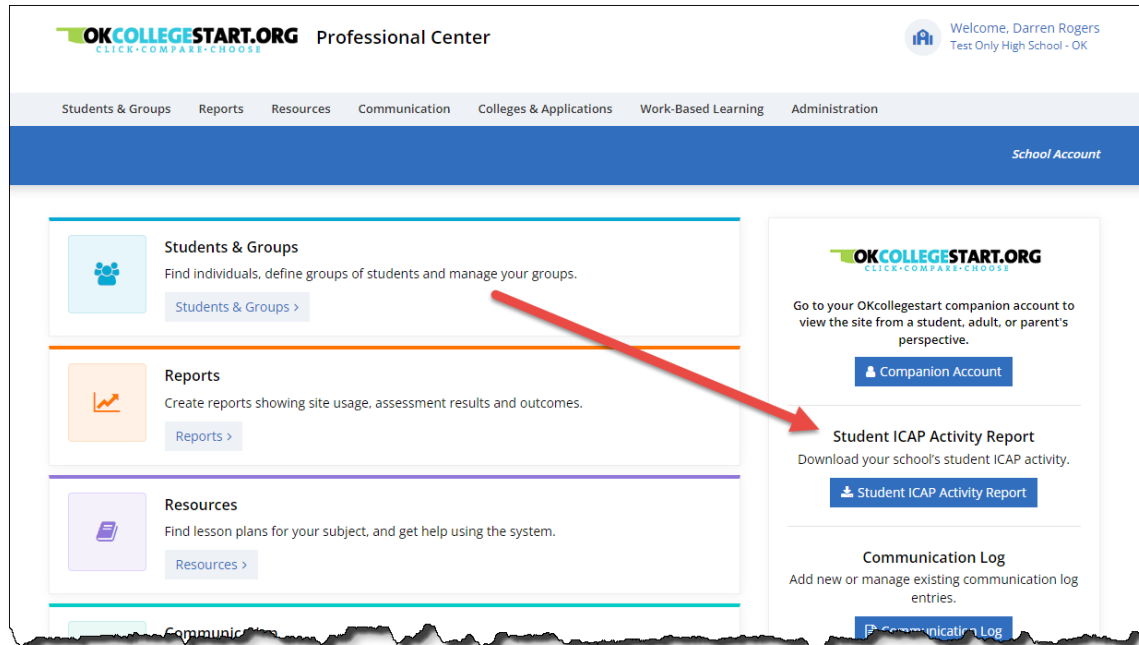 OKCOLLEGESTART.ORG Professional Center
CLICK•COMPARE•CHOOSE
Welcome, Darren Rogers
Test Only High School - OK
Students & Groups Reports Resources Communication Colleges & Applications Work-Based Learning Administration
School Account
Students & Groups
Find individuals, define groups of students and manage your groups.
Students & Groups >
Reports
Create reports showing site usage, assessment results and outcomes.
Reports >
Resources
Find lesson plans for your subject, and get help using the system.
Resources >
Communication
OKCOLLEGESTART.ORG
CLICK•COMPARE•CHOOSE
Go to your OKcollegestart companion account to
view the site from a student, adult, or parent's
perspective.
Companion Account
Student ICAP Activity Report
Download your school's student ICAP activity.
Student ICAP Activity Report
Communication Log
Add new or manage existing communication log
entries.
Communication Log